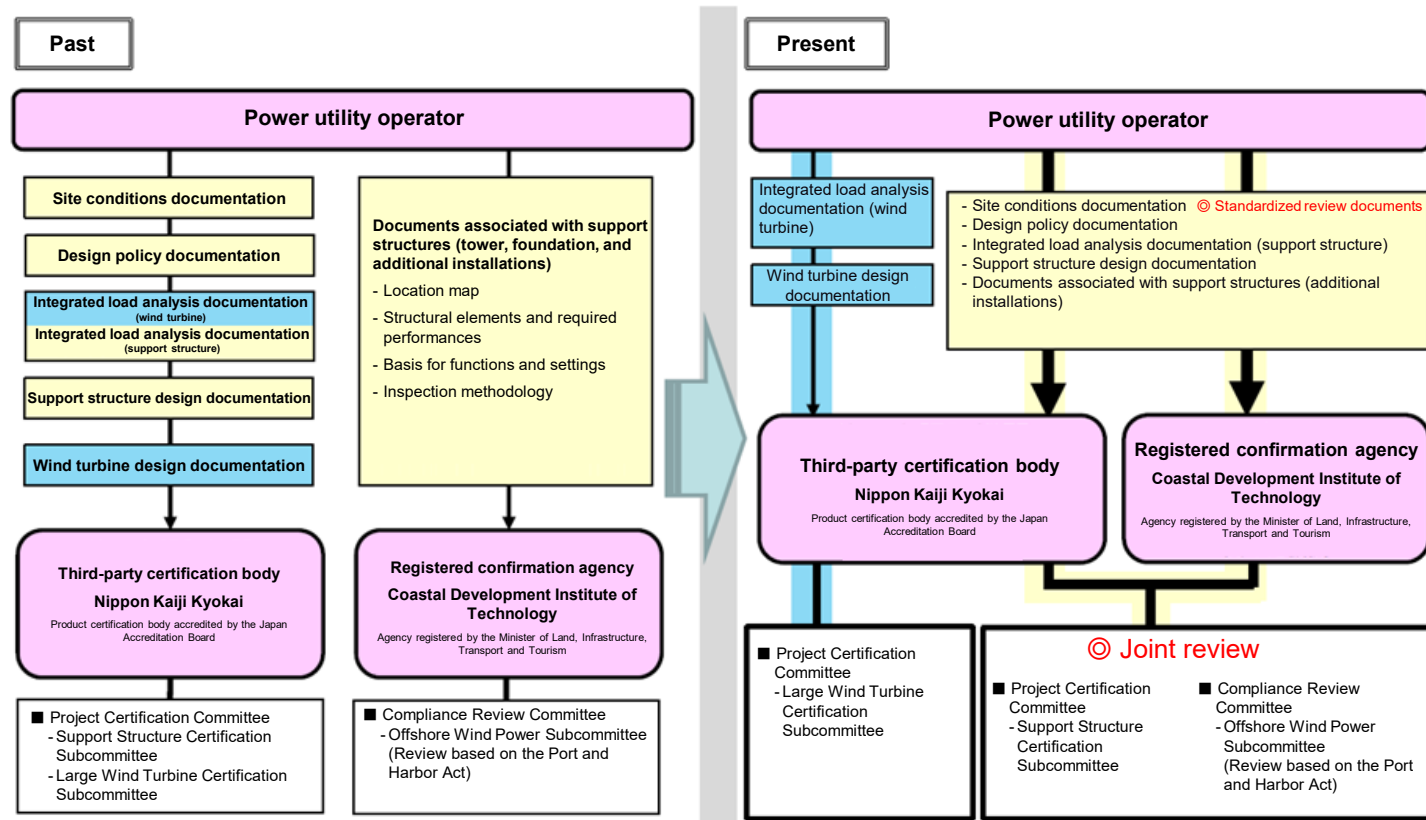 Past
Power utility operator
Site conditions documentation
Design policy documentation
Integrated load analysis documentation
(wind turbine)
Integrated load analysis documentation
(support structure)
Support structure design documentation
Wind turbine design documentation
Documents associated with support
structures (tower, foundation, and
additional installations)
- Location map
- Structural elements and required
performances
- Basis for functions and settings
- Inspection methodology
Third-party certification body
Nippon Kaiji Kyokai
Product certification body accredited by the Japan
Accreditation Board
Registered confirmation agency
Coastal Development Institute of
Technology
Agency registered by the Minister of Land, Infrastructure,
Transport and Tourism
■ Project Certification Committee
- Support Structure Certification
Subcommittee
- Large Wind Turbine Certification
Subcommittee
■ Compliance Review Committee
- Offshore Wind Power Subcommittee
(Review based on the Port and
Harbor Act)
Present
Power utility operator
Integrated load analysis
documentation (wind
turbine)
Wind turbine design
documentation
- Site conditions documentation ◎ Standardized review documents
- Design policy documentation
- Integrated load analysis documentation (support structure)
- Support structure design documentation
- Documents associated with support structures (additional
installations)
Third-party certification body
Nippon Kaiji Kyokai
Product certification body accredited by the Japan
Accreditation Board
Registered confirmation agency
Coastal Development Institute of
Technology
Agency registered by the Minister of Land, Infrastructure,
Transport and Tourism
■ Project Certification
Committee
- Large Wind Turbine
Certification
Subcommittee
◎ Joint review
■ Project Certification
Committee
- Support Structure
Certification
Subcommittee
■ Compliance Review
Committee
- Offshore Wind Power
Subcommittee
(Review based on the Port
and Harbor Act)